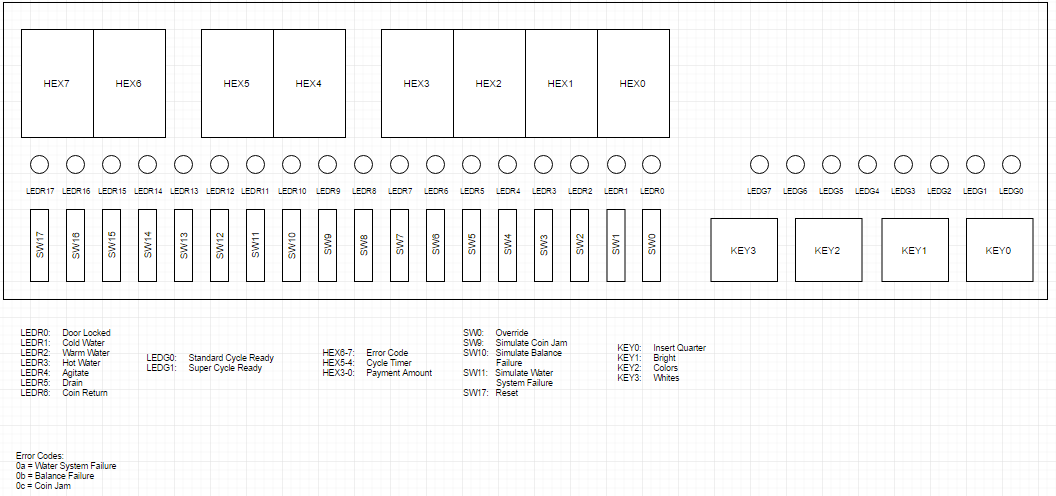 HEX7 HEX6 HEX5 HEX4 HEX3 HEX2 HEX1 HEX0
LEDR17 LEDR16 LEDR15 LEDR14 LEDR13 LEDR12 LEDR11 LEDR10 LEDR9 LEDR8 LEDR7 LEDR6 LEDR5 LEDR4 LEDR3 LEDR2 LEDR1 LEDR0 LEDG7 LEDG6 LEDG5 LEDG4 LEDG3 LEDG2 LEDG1 LEDG0
SW17 SW16 SW15 SW14 SW13 SW12 SW11 SW10 SW9 SW8 SW7 SW6 SW5 SW4 SW3 SW2 SW1 SW0 KEY3 KEY2 KEY1 KEY0
LEDR0: Door Locked
LEDR1: Cold Water
LEDR2: Warm Water
LEDR3: Hot Water
LEDR4: Agitate
LEDR5: Drain
LEDR6: Coin Return
LEDG0: Standard Cycle Ready
LEDG1: Super Cycle Ready
HEX6-7: Error Code
HEX5-4: Cycle Timer
HEX3-0: Payment Amount
SW0: Override
SW9: Simulate Coin Jam
SW10: Simulate Balance
Failure
SW11: Simulate Water
System Failure
SW17: Reset
KEY0: Insert Quarter
KEY1: Bright
KEY2: Colors
KEY3: Whites
Error Codes:
0a = Water System Failure
0b = Balance Failure
0c = Coin Jam